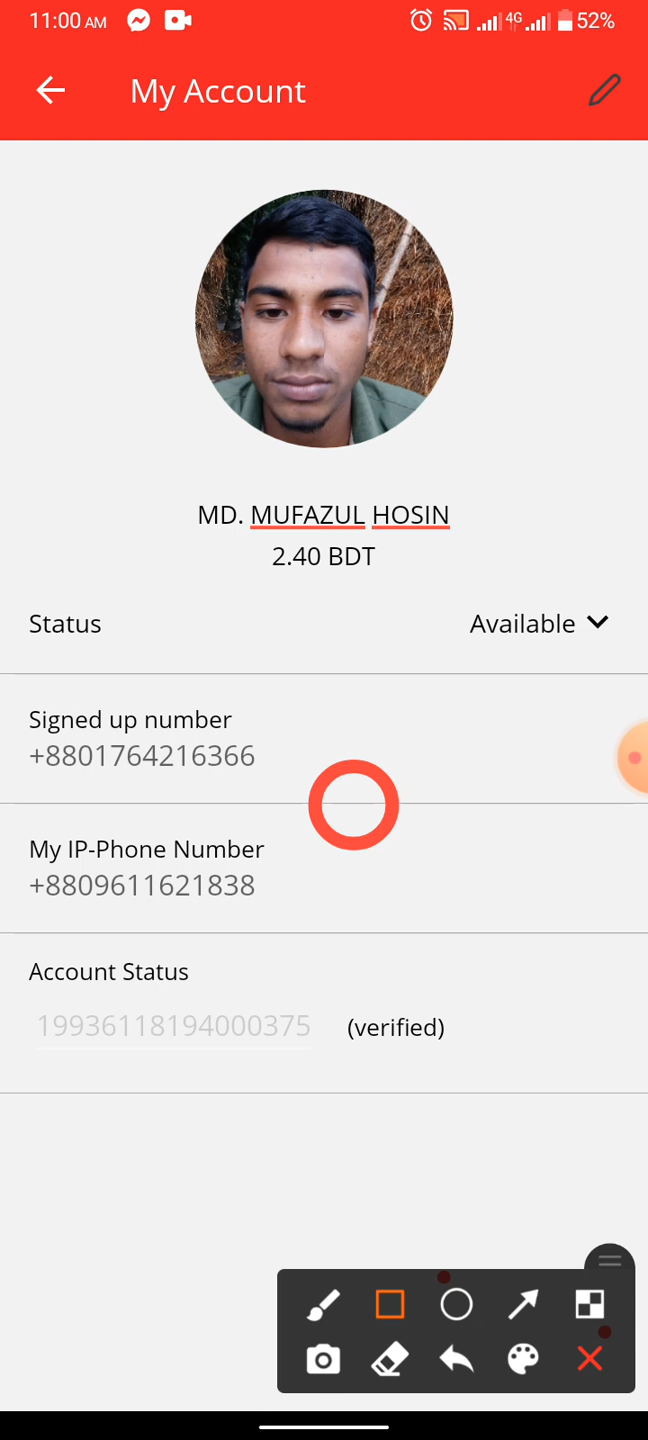 11:00 AM 4G 52%
My Account
MD. MUFAZUL HOSIN
2.40 BDT
Status Available
Signed up number
+8801764216366
My IP-Phone Number
+8809611621838
Account Status
19936118194000375 (verified)